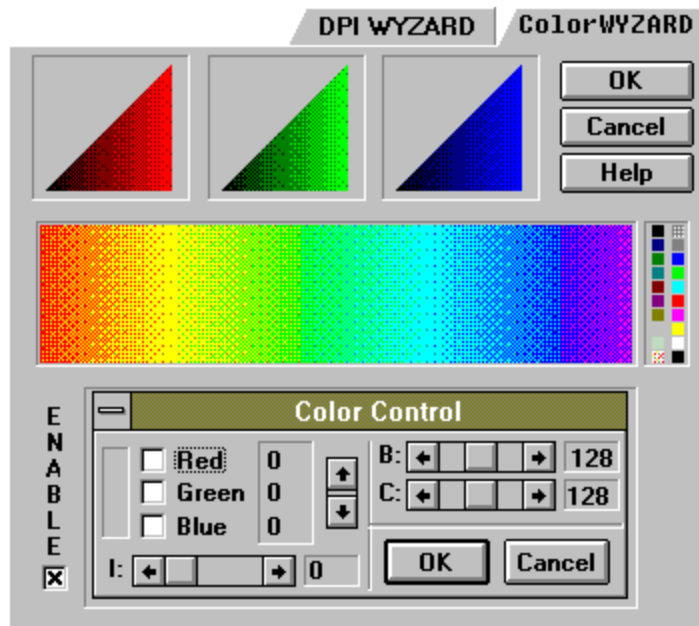 DPI WYZARD ColorWYZARD
OK
Cancel
Help
ENABLE
Color Control
Red 0
Green 0
Blue 0
I: 0
B: 128
C: 128
OK Cancel